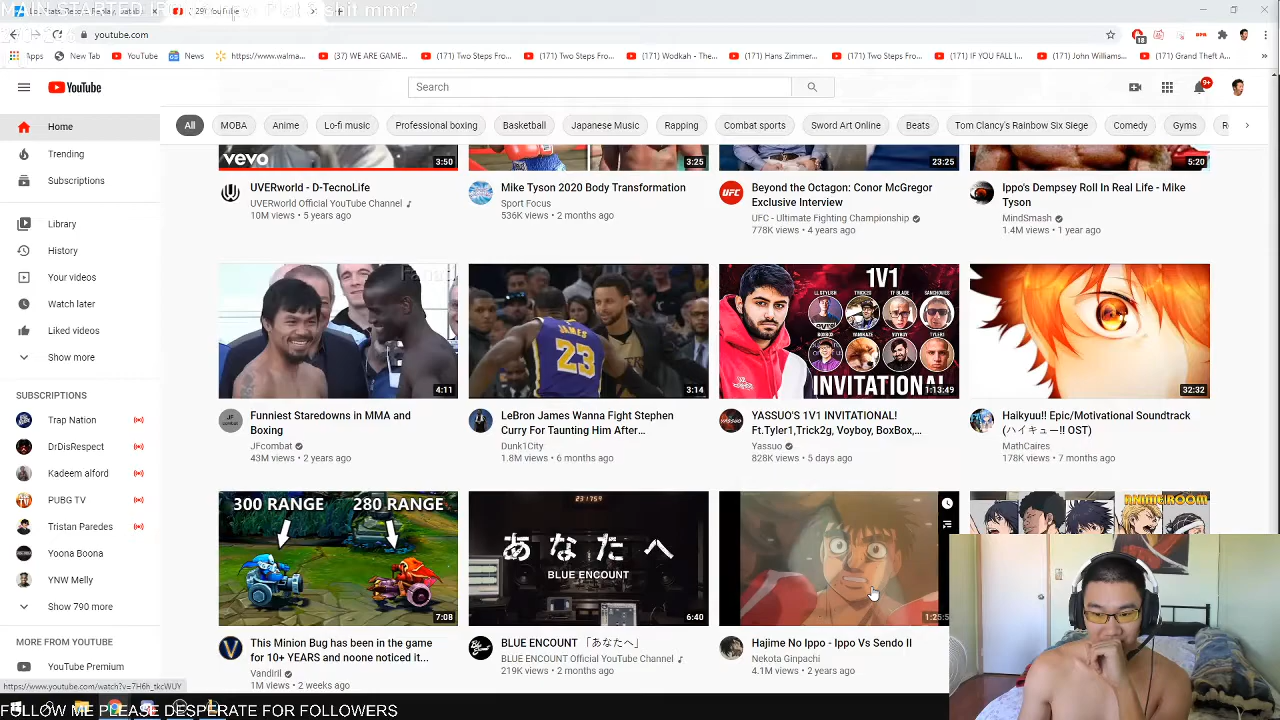 (29) YouTube
youtube.com
Apps
New Tab
YouTube
News
https://www.walma...
(37) WE ARE GAME...
(171) Two Steps Fro...
(171) Two Steps Fro...
(171) Wodkah - The...
(171) Hans Zimmer...
(171) Two Steps Fro...
(171) IF YOU FALL I...
(171) John Williams...
(171) Grand Theft A...
YouTube
Search
9+
Home
Trending
Subscriptions
Library
History
Your videos
Watch later
Liked videos
Show more
SUBSCRIPTIONS
Trap Nation
DrDisRespect
Kadeem alford
PUBG TV
Tristan Paredes
Yoona Boona
YNW Melly
Show 790 more
MORE FROM YOUTUBE
YouTube Premium
All
MOBA
Anime
Lo-fi music
Professional boxing
Basketball
Japanese Music
Rapping
Combat sports
Sword Art Online
Beats
Tom Clancy's Rainbow Six Siege
Comedy
Gyms
vevo
3:50
3:25
23:25
5:20
UVERworld - D-TecnoLife
UVERworld Official YouTube Channel
10M views • 5 years ago
Mike Tyson 2020 Body Transformation
Sport Focus
536K views • 2 months ago
UFC
Beyond the Octagon: Conor McGregor
Exclusive Interview
UFC - Ultimate Fighting Championship
778K views • 4 years ago
Ippo's Dempsey Roll In Real Life - Mike
Tyson
MindSmash
1.4M views • 1 year ago
4:11
JAMES
23
3:14
1V1
INVITATIONAL
1:13:49
32:32
Funniest Staredowns in MMA and
Boxing
JFcombat
43M views • 2 years ago
LeBron James Wanna Fight Stephen
Curry For Taunting Him After...
Dunk1City
1.8M views • 6 months ago
YASSUO'S 1V1 INVITATIONAL!
Ft.Tyler1,Trick2g, Voyboy, BoxBox,...
Yassuo
828K views • 5 days ago
Haikyuu!! Epic/Motivational Soundtrack
(ハイキュー!! OST)
MathCaires
178K views • 7 months ago
300 RANGE
280 RANGE
7:08
あなたへ
BLUE ENCOUNT
6:40
1:25:5
ANIME ROOM
This Minion Bug has been in the game
for 10+ YEARS and noone noticed it...
Vandiril
1M views • 2 weeks ago
BLUE ENCOUNT 「あなたへ」
BLUE ENCOUNT Official YouTube Channel
219K views • 2 months ago
Hajime No Ippo - Ippo Vs Sendo II
Nekota Ginpachi
4.1M views • 2 years ago
https://www.youtube.com/watch?v=7H6h_tkcWUY
FOLLOW ME PLEASE DESPERATE FOR FOLLOWERS